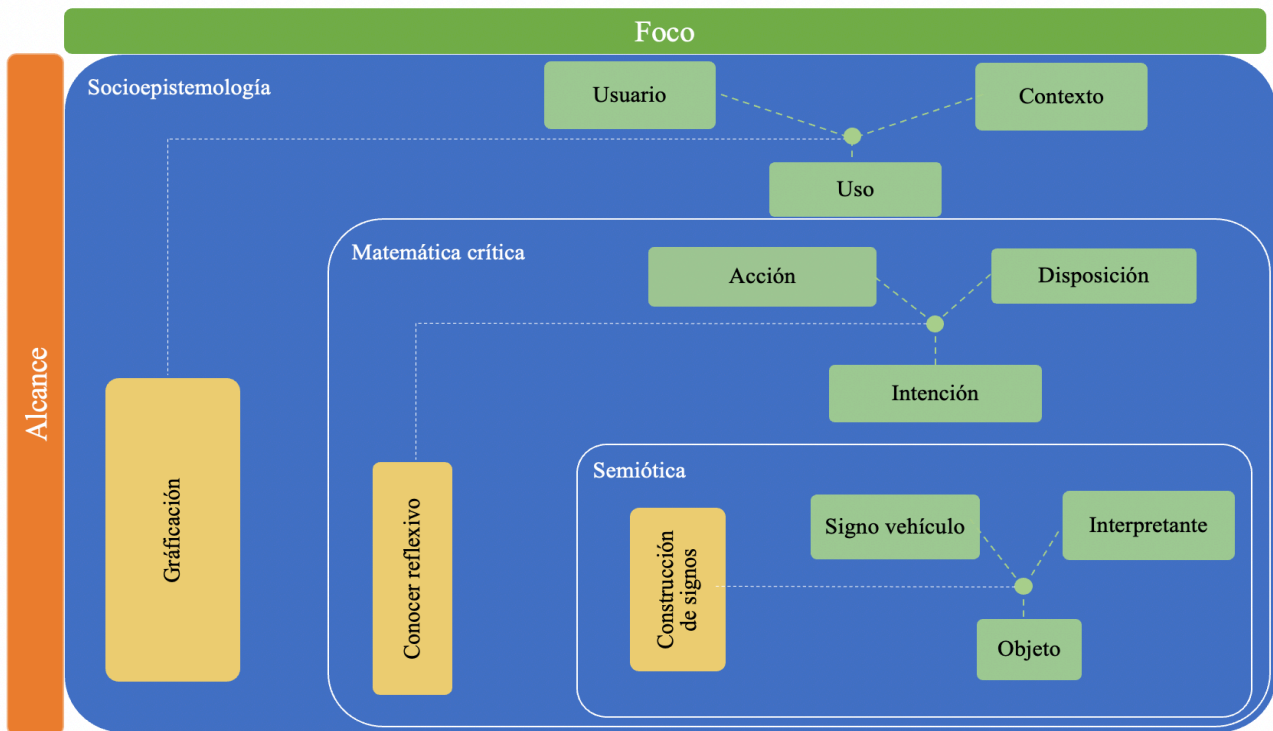 Foco
Alcance
Socioepistemología
Usuario
Contexto
Uso
Matemática crítica
Acción
Disposición
Intención
Gráficación
Conocer reflexivo
Semiótica
Signo vehículo
Interpretante
Construcción
de signos
Objeto